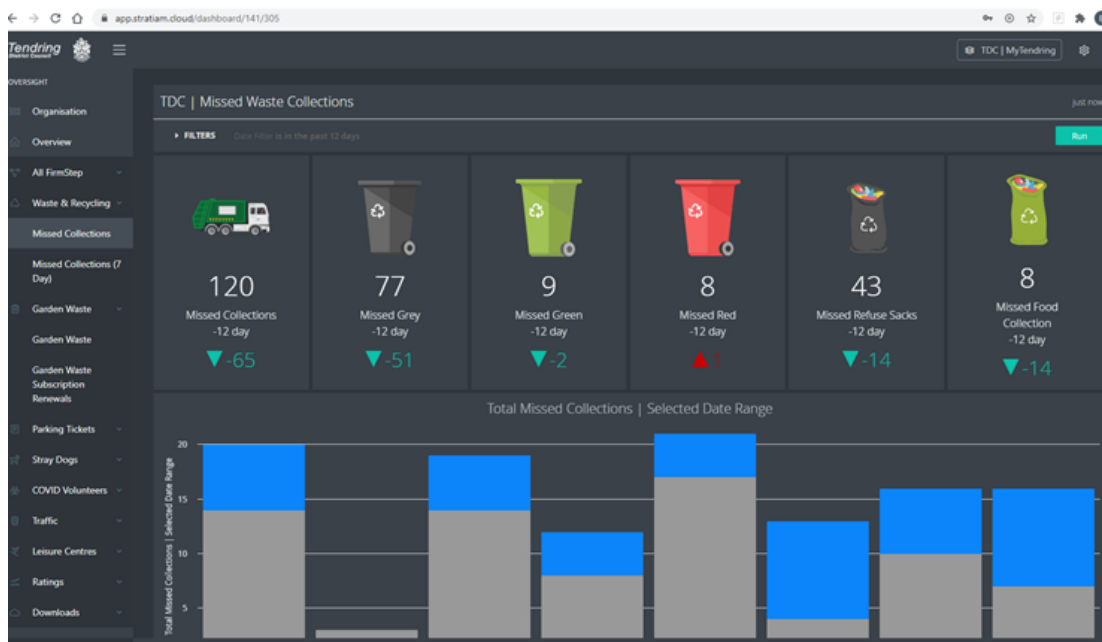 app.stratiam.cloud/dashboard/141/305
Tendring
District Council
TDC | MyTendring
OVERSIGHT
Organisation
Overview
All FirmStep
Waste & Recycling
Missed Collections
Missed Collections (7
Day)
Garden Waste
Garden Waste
Garden Waste
Subscription
Renewals
Parking Tickets
Stray Dogs
COVID Volunteers
Traffic
Leisure Centres
Ratings
Downloads
TDC | Missed Waste Collections
just now
FILTERS Date Filter is in the past 12 days
Run
120
Missed Collections
-12 day
-65
77
Missed Grey
-12 day
-51
9
Missed Green
-12 day
-2
8
Missed Red
-12 day
1
43
Missed Refuse Sacks
-12 day
-14
8
Missed Food
Collection
-12 day
-14
Total Missed Collections | Selected Date Range
Total Missed Collections | Selected Date Range
20
15
10
5